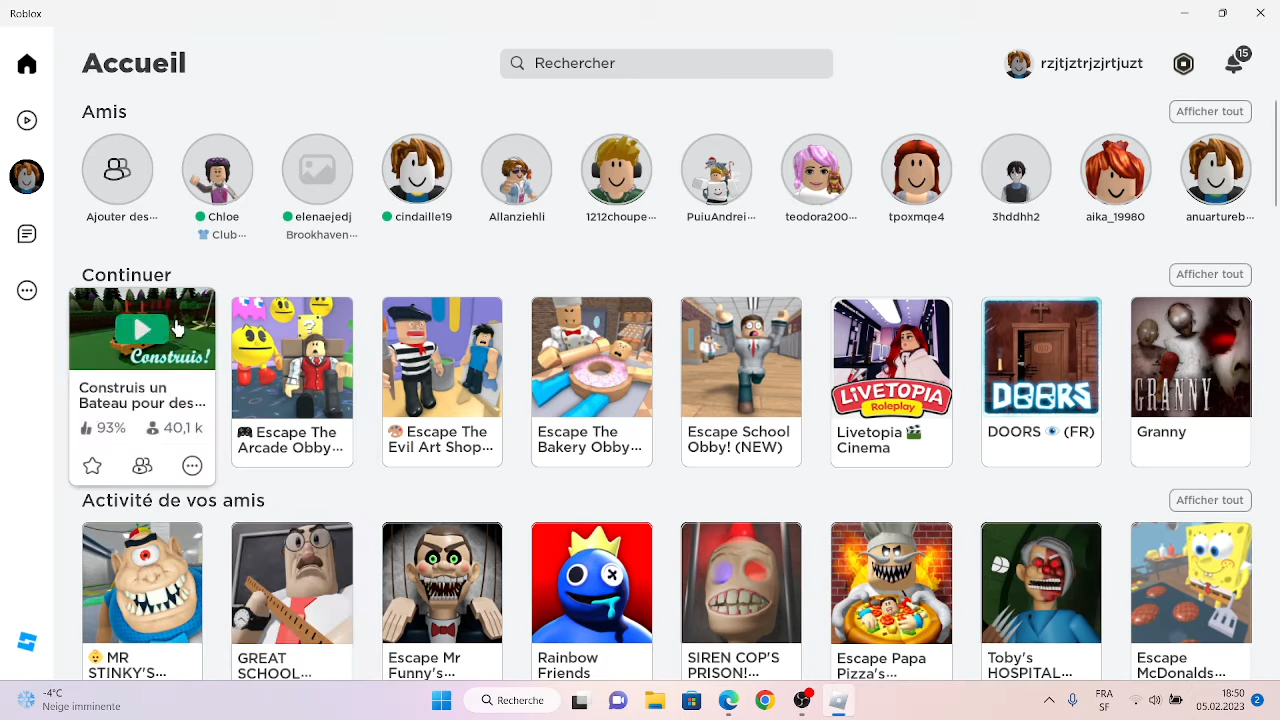 Roblox
Accueil
Rechercher
rzjtjztrjzjrtjuzt
15
Amis
Afficher tout
Ajouter des...
Chloe
Club...
elenaejedj
Brookhaven...
cindaille19
Allanziehli
1212choupe...
PuiuAndrei...
teodora200...
tpoxmqe4
3hddhh2
aika_19980
anuartureb...
Continuer
Afficher tout
Construis!
Construis un
Bateau pour des...
93% 40,1 k
?
Escape The
Arcade Obby...
Escape The
Evil Art Shop...
Escape The
Bakery Obby...
Escape School
Obby! (NEW)
LIVETOPIA
Roleplay
Livetopia
Cinema
DOORS
DOORS (FR)
GRANNY
Granny
Activité de vos amis
Afficher tout
MR
STINKY'S...
GREAT
SCHOOL...
Escape Mr
Funny's...
Rainbow
Friends
SIREN COP'S
PRISON!...
Escape Papa
Pizza's...
Toby's
HOSPITAL...
Escape
McDonalds...
-4°C
Neige imminente
Recherche
FRA
SF
18:50
05.02.2023
2